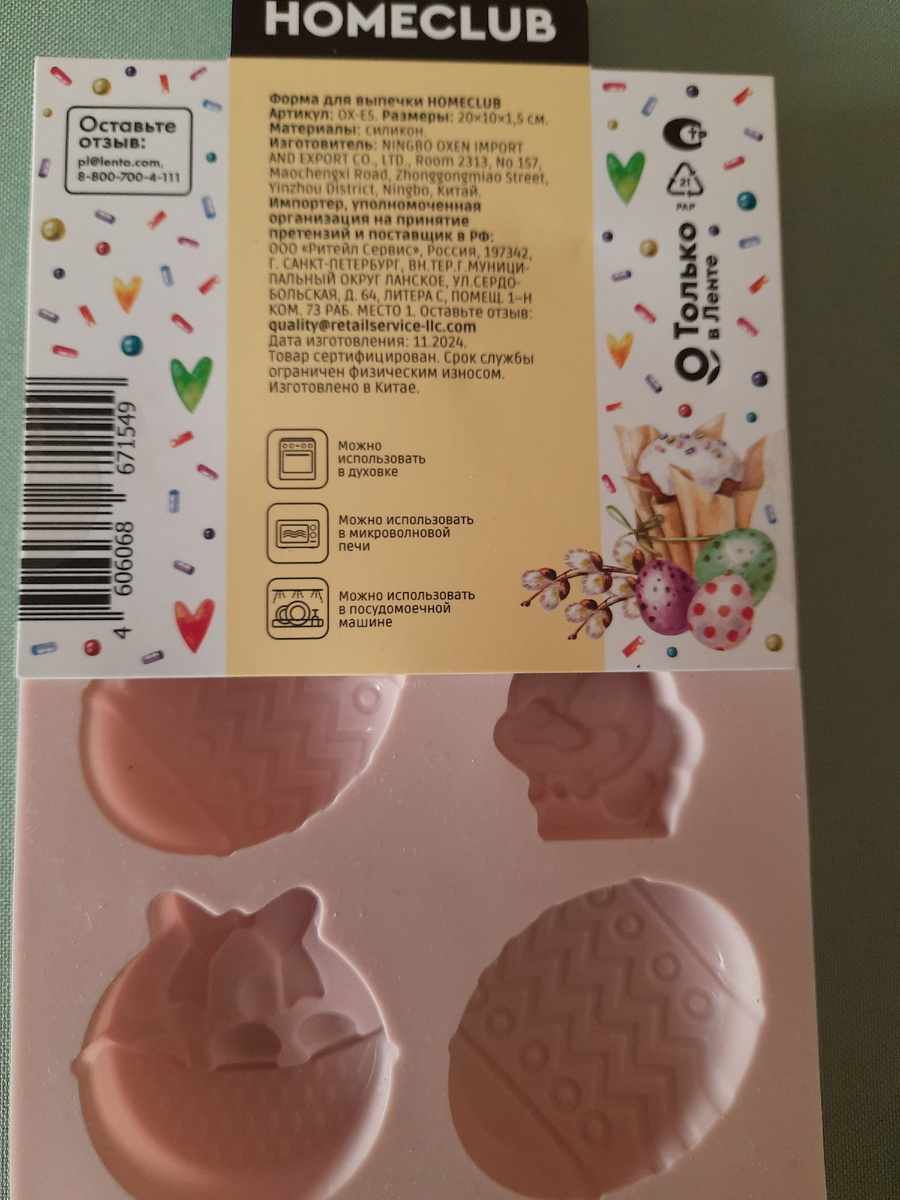 HOMECLUB
Оставьте
отзыв:
pl@lenta.com,
8-800-700-4-111
Форма для выпечки HOMECLUB
Артикул: OX-E5. Размеры: 20×10×1,5 см.
Материалы: силикон.
Изготовитель: NINGBO OXEN IMPORT
AND EXPORT CO., LTD., Room 2313, No 157,
Maochengxi Road, Zhonggongmiao Street,
Yinzhou District, Ningbo, Китай.
Импортер, уполномоченная
организация на принятие
претензий и поставщик в РФ:
ООО «Ритейл Сервис», Россия, 197342,
Г. САНКТ-ПЕТЕРБУРГ, ВН.ТЕР.Г.МУНИЦИ-
ПАЛЬНЫЙ ОКРУГ ЛАНСКОЕ, УЛ.СЕРДО-
БОЛЬСКАЯ, Д. 64, ЛИТЕРА С, ПОМЕЩ. 1–Н
КОМ. 73 РАБ. МЕСТО 1. Оставьте отзыв:
quality@retailservice-llc.com
Дата изготовления: 11.2024.
Товар сертифицирован. Срок службы
ограничен физическим износом.
Изготовлено в Китае.
Можно
использовать
в духовке
Можно использовать
в микроволновой
печи
Можно использовать
в посудомоечной
машине
4 606068 671549
21
PAP
Только
в Ленте